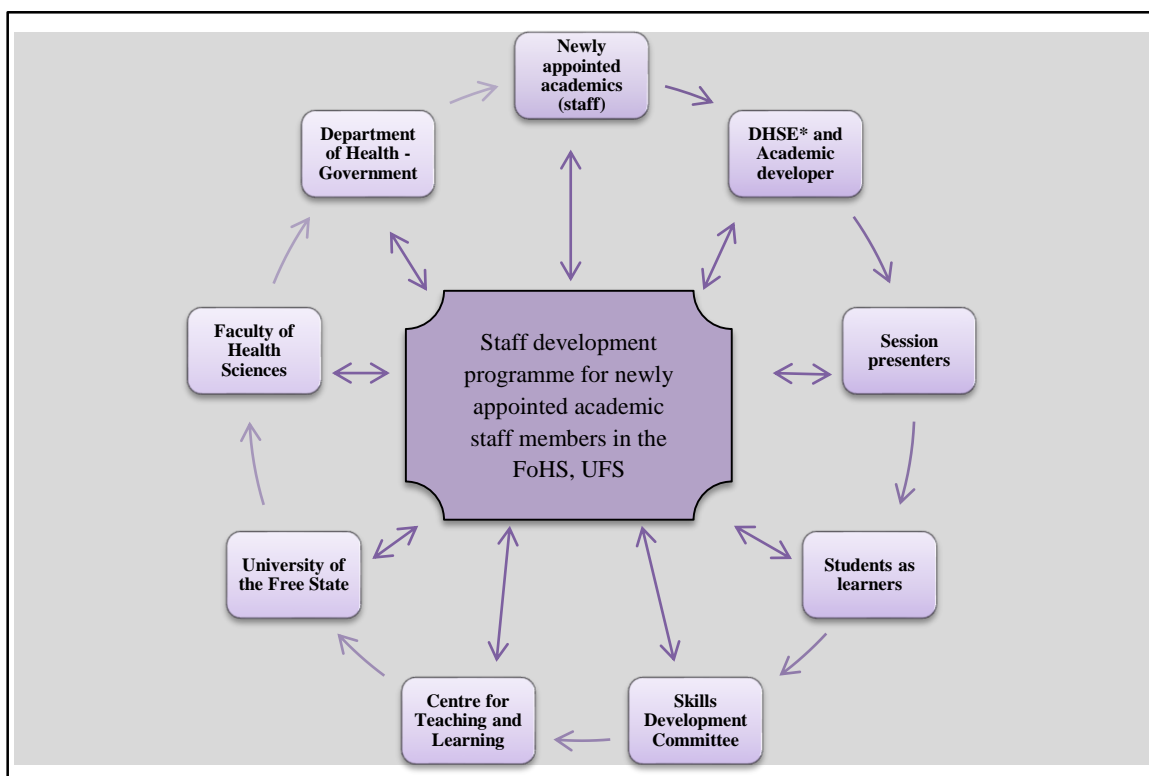 Newly
appointed
academics
(staff)
DHSE* and
Academic
developer
Session
presenters
Students as
learners
Skills
Development
Committee
Centre for
Teaching and
Learning
University of
the Free State
Faculty of
Health
Sciences
Department
of Health -
Government
Staff development
programme for newly
appointed academic
staff members in the
FoHS, UFS